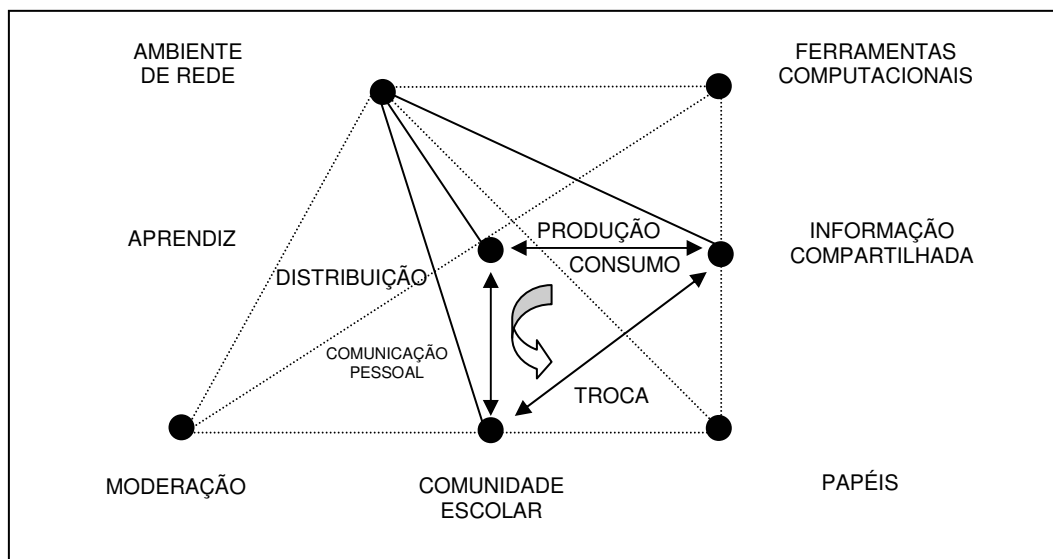 AMBIENTE
DE REDE
FERRAMENTAS
COMPUTACIONAIS
APRENDIZ
PRODUÇÃO
CONSUMO
INFORMAÇÃO
COMPARTILHADA
DISTRIBUIÇÃO
COMUNICAÇÃO
PESSOAL
TROCA
MODERAÇÃO
COMUNIDADE
ESCOLAR
PAPÉIS